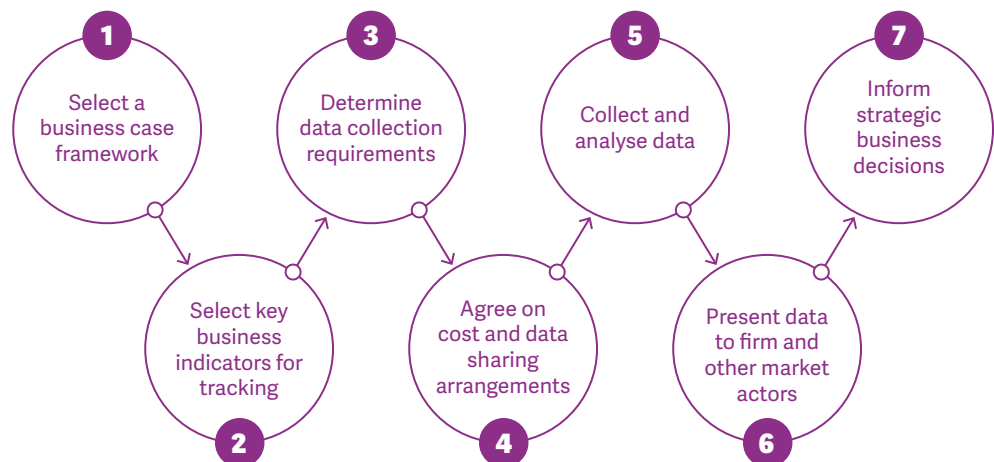 1
Select a
business case
framework
2
Select key
business
indicators for
tracking
3
Determine
data collection
requirements
4
Agree on
cost and data
sharing
arrangements
5
Collect and
analyse data
6
Present data
to firm and
other market
actors
7
Inform
strategic
business
decisions